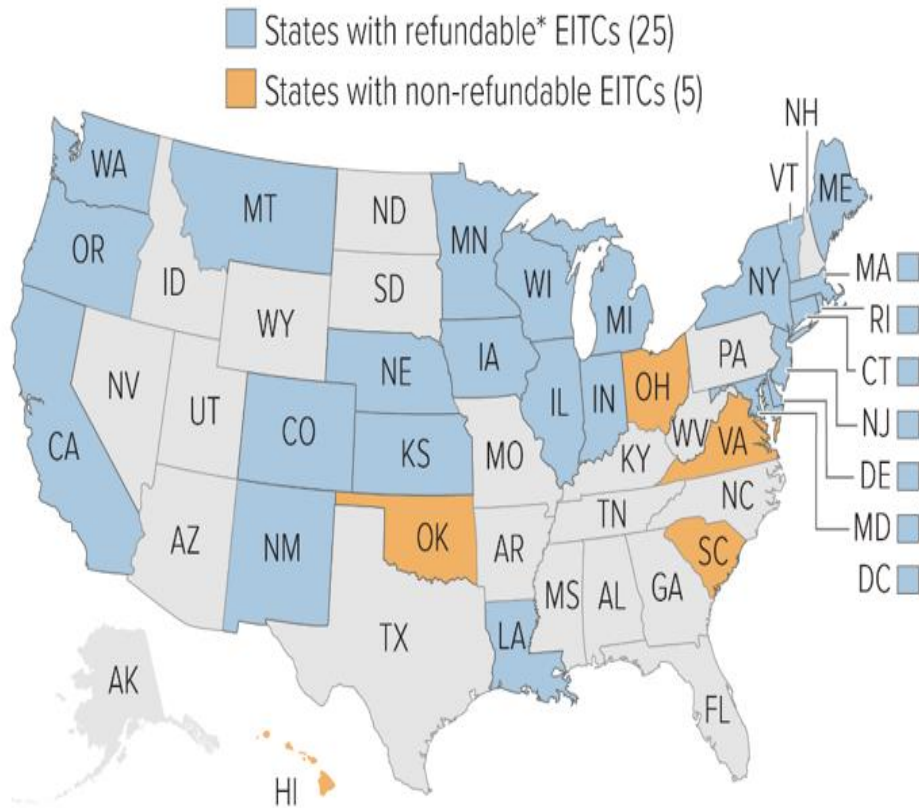 States with refundable* EITCs (25)
States with non-refundable EITCs (5)
NH
VT
ME
WA
MT
ND
MN
OR
ID
SD
WI
NY
MA
WY
MI
RI
NV
NE
IA
PA
CT
UT
CO
IL
IN
OH
NJ
CA
KS
MO
WV
VA
KY
DE
AZ
NM
OK
AR
TN
NC
MD
SC
DC
MS
AL
GA
TX
LA
AK
FL
HI